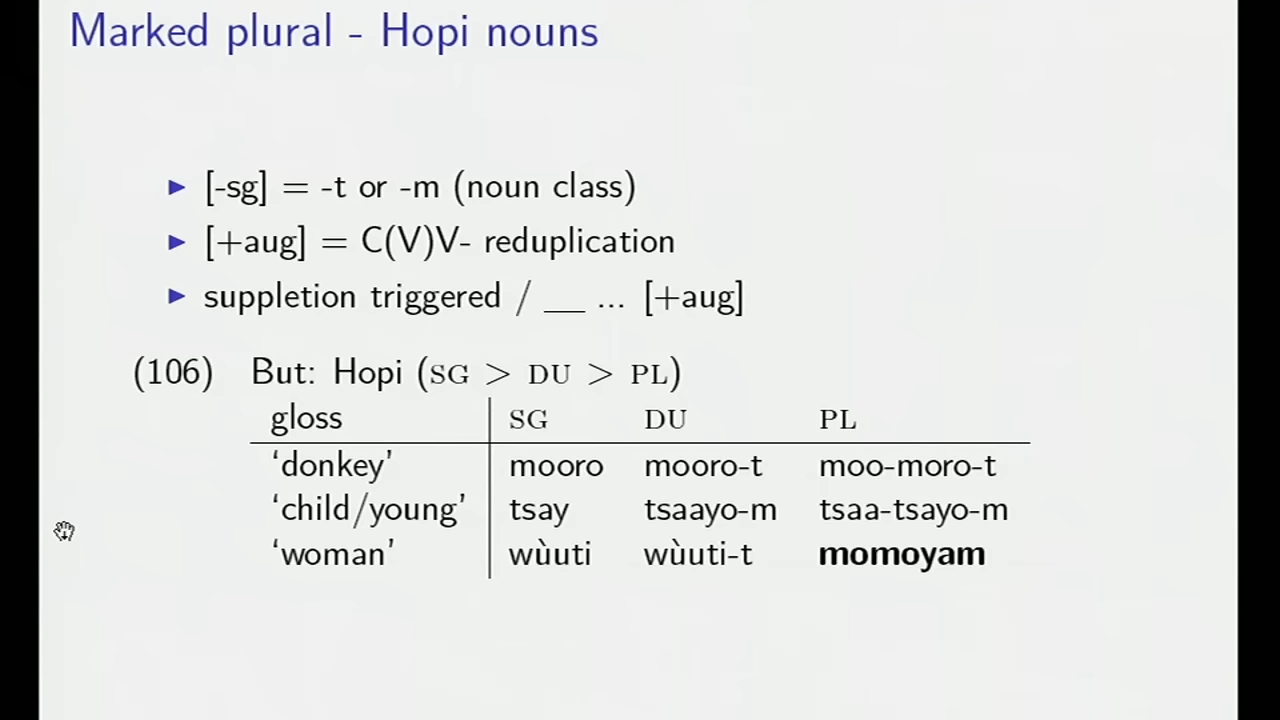 Marked plural - Hopi nouns
▶ [-sg] = -t or -m (noun class)
▶ [+aug] = C(V)V- reduplication
▶ suppletion triggered / __ ... [+aug]
(106) But: Hopi (SG > DU > PL)
gloss SG DU PL
‘donkey’ mooro mooro-t moo-moro-t
‘child/young’ tsay tsaayo-m tsaa-tsayo-m
‘woman’ wùuti wùuti-t momoyam